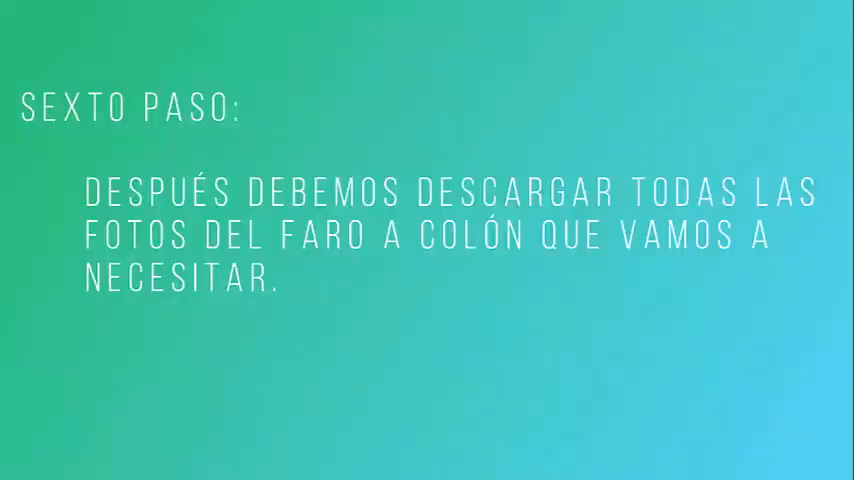 SEXTO PASO:
DESPUÉS DEBEMOS DESCARGAR TODAS LAS
FOTOS DEL FARO A COLÓN QUE VAMOS A
NECESITAR.